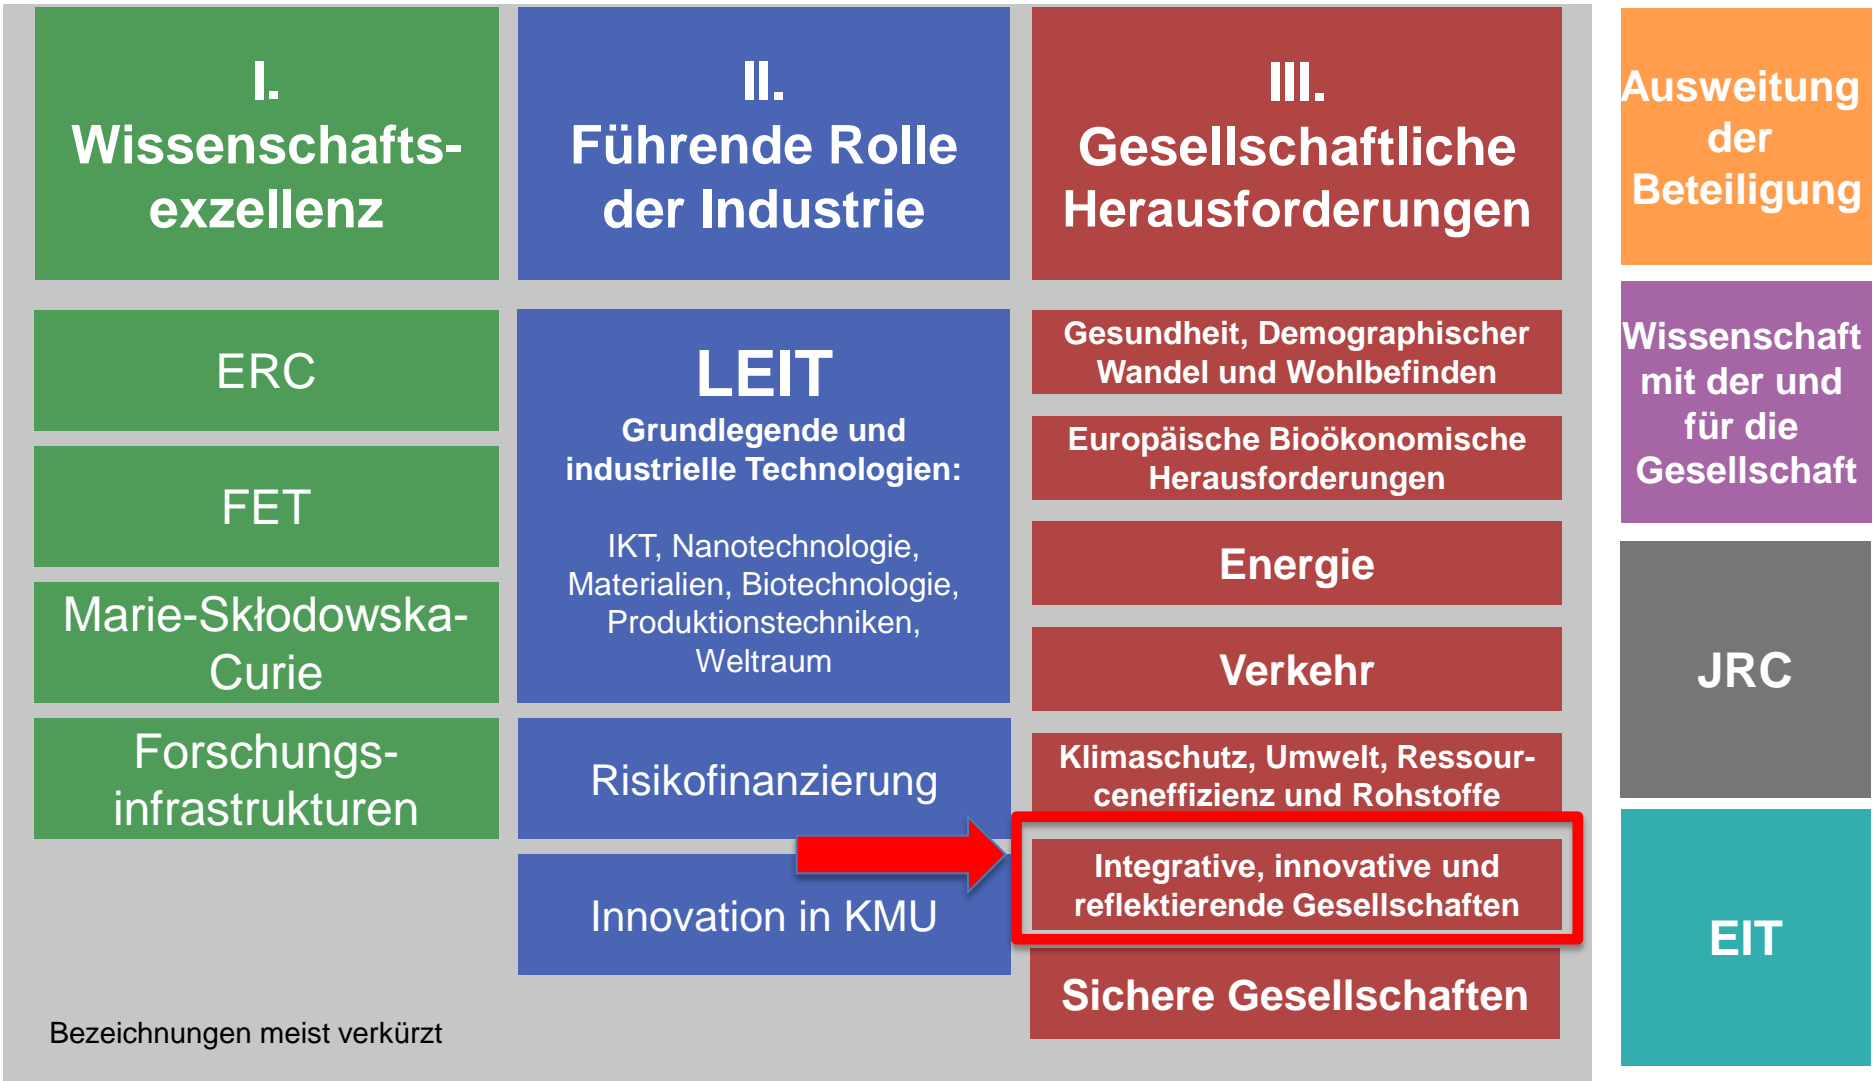 I.
Wissenschafts-
exzellenz
ERC
FET
Marie-Skłodowska-
Curie
Forschungs-
infrastrukturen
II.
Führende Rolle
der Industrie
LEIT
Grundlegende und
industrielle Technologien:
IKT, Nanotechnologie,
Materialien, Biotechnologie,
Produktionstechniken,
Weltraum
Risikofinanzierung
Innovation in KMU
III.
Gesellschaftliche
Herausforderungen
Gesundheit, Demographischer
Wandel und Wohlbefinden
Europäische Bioökonomische
Herausforderungen
Energie
Verkehr
Klimaschutz, Umwelt, Ressour-
ceneffizienz und Rohstoffe
Integrative, innovative und
reflektierende Gesellschaften
Sichere Gesellschaften
Ausweitung
der
Beteiligung
Wissenschaft
mit der und
für die
Gesellschaft
JRC
EIT
Bezeichnungen meist verkürzt